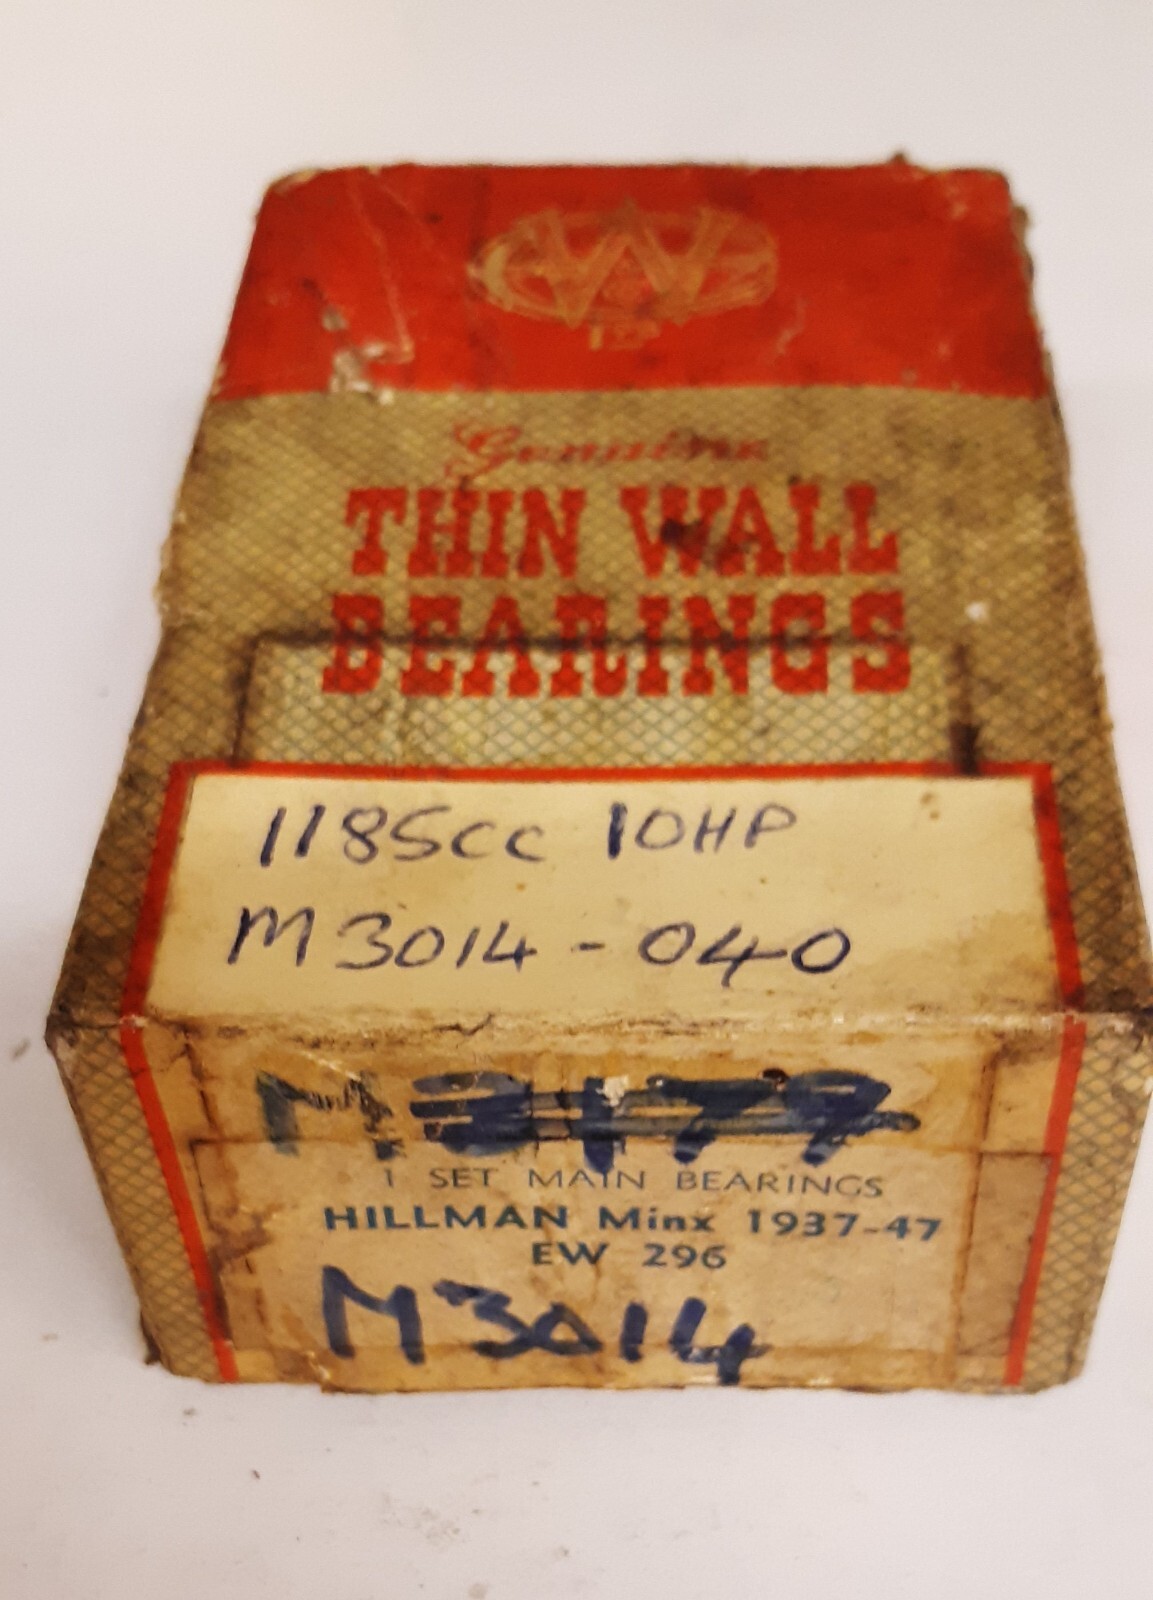 W
Genuine
THIN WALL
BEARINGS
1185cc 10HP
M3014-040
1 SET MAIN BEARINGS
HILLMAN Minx 1937-47
EW 296
M3014